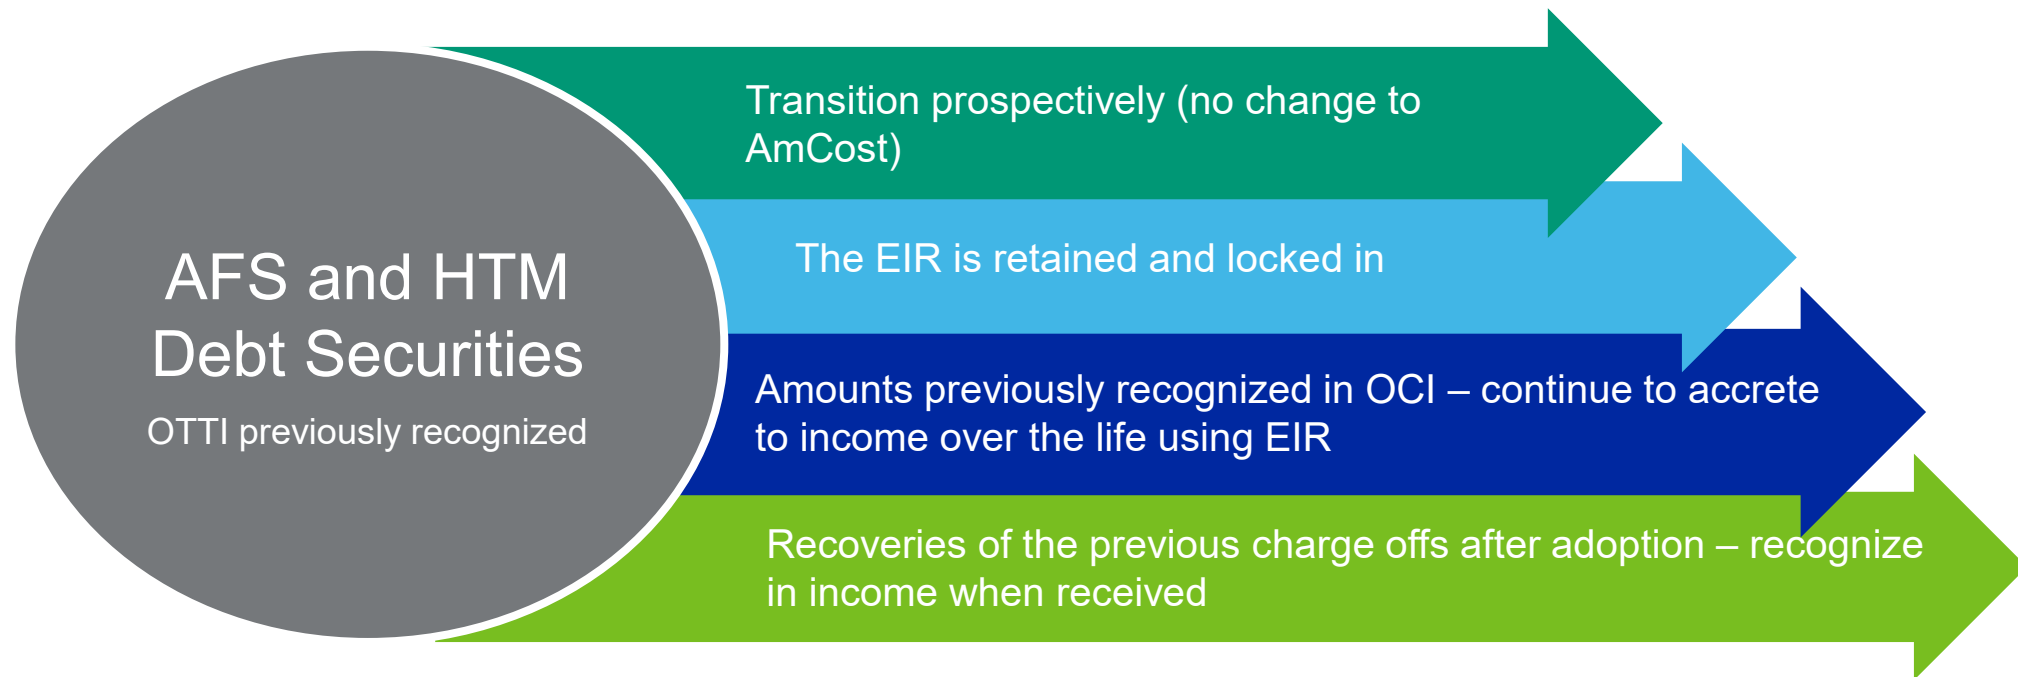 AFS and HTM
Debt Securities
OTTI previously recognized
Transition prospectively (no change to
AmCost)
The EIR is retained and locked in
Amounts previously recognized in OCI – continue to accrete
to income over the life using EIR
Recoveries of the previous charge offs after adoption – recognize
in income when received